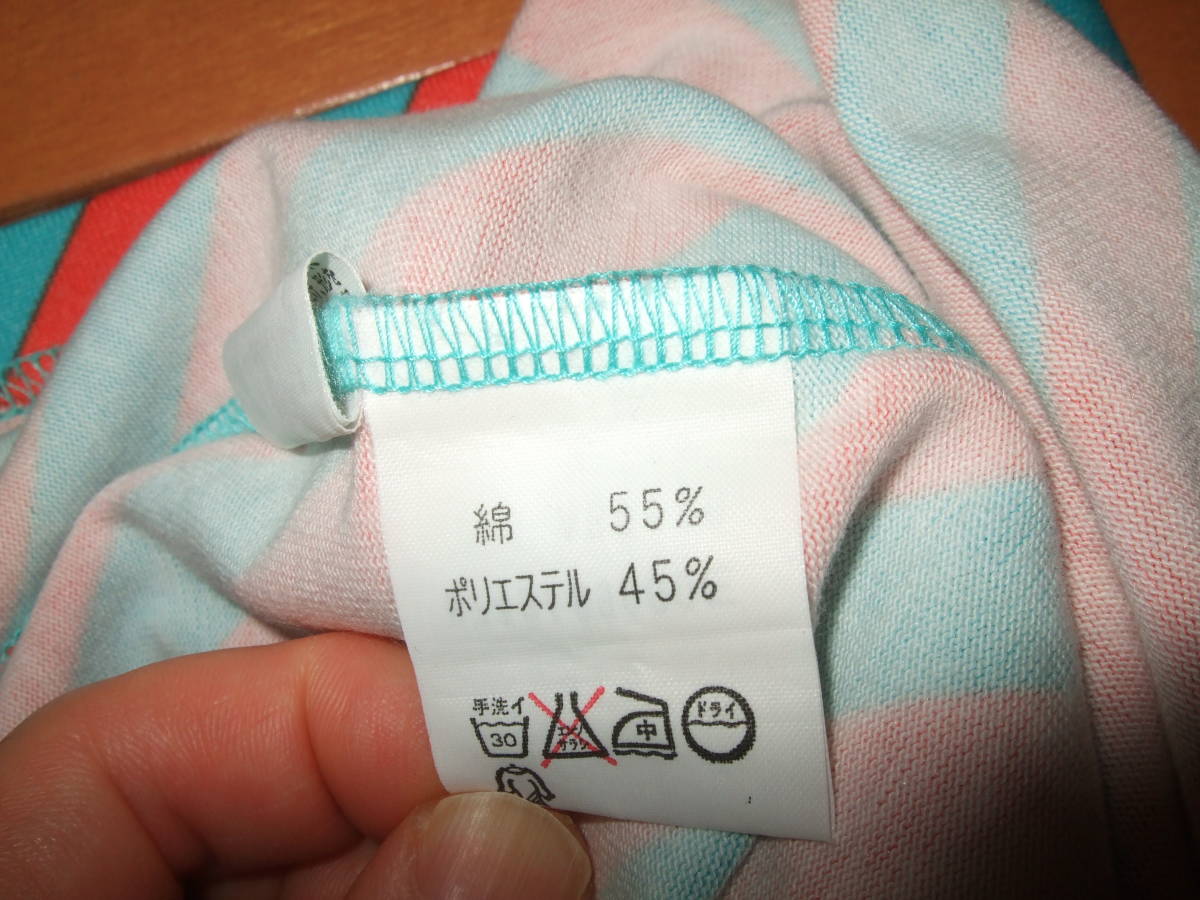 綿 55%
ポリエステル 45%
手洗イ
30
エンソサラシ
中
ドライ